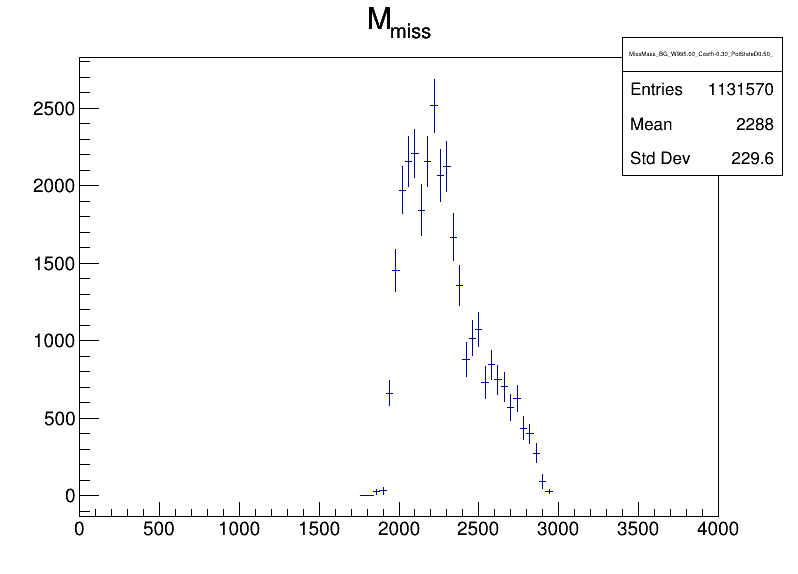 M_miss
MissMass_BG_W995.00_Costh-0.30_PolStateD0.50_
Entries 1131570
Mean 2288
Std Dev 229.6
2500
2000
1500
1000
500
0
0 500 1000 1500 2000 2500 3000 3500 4000